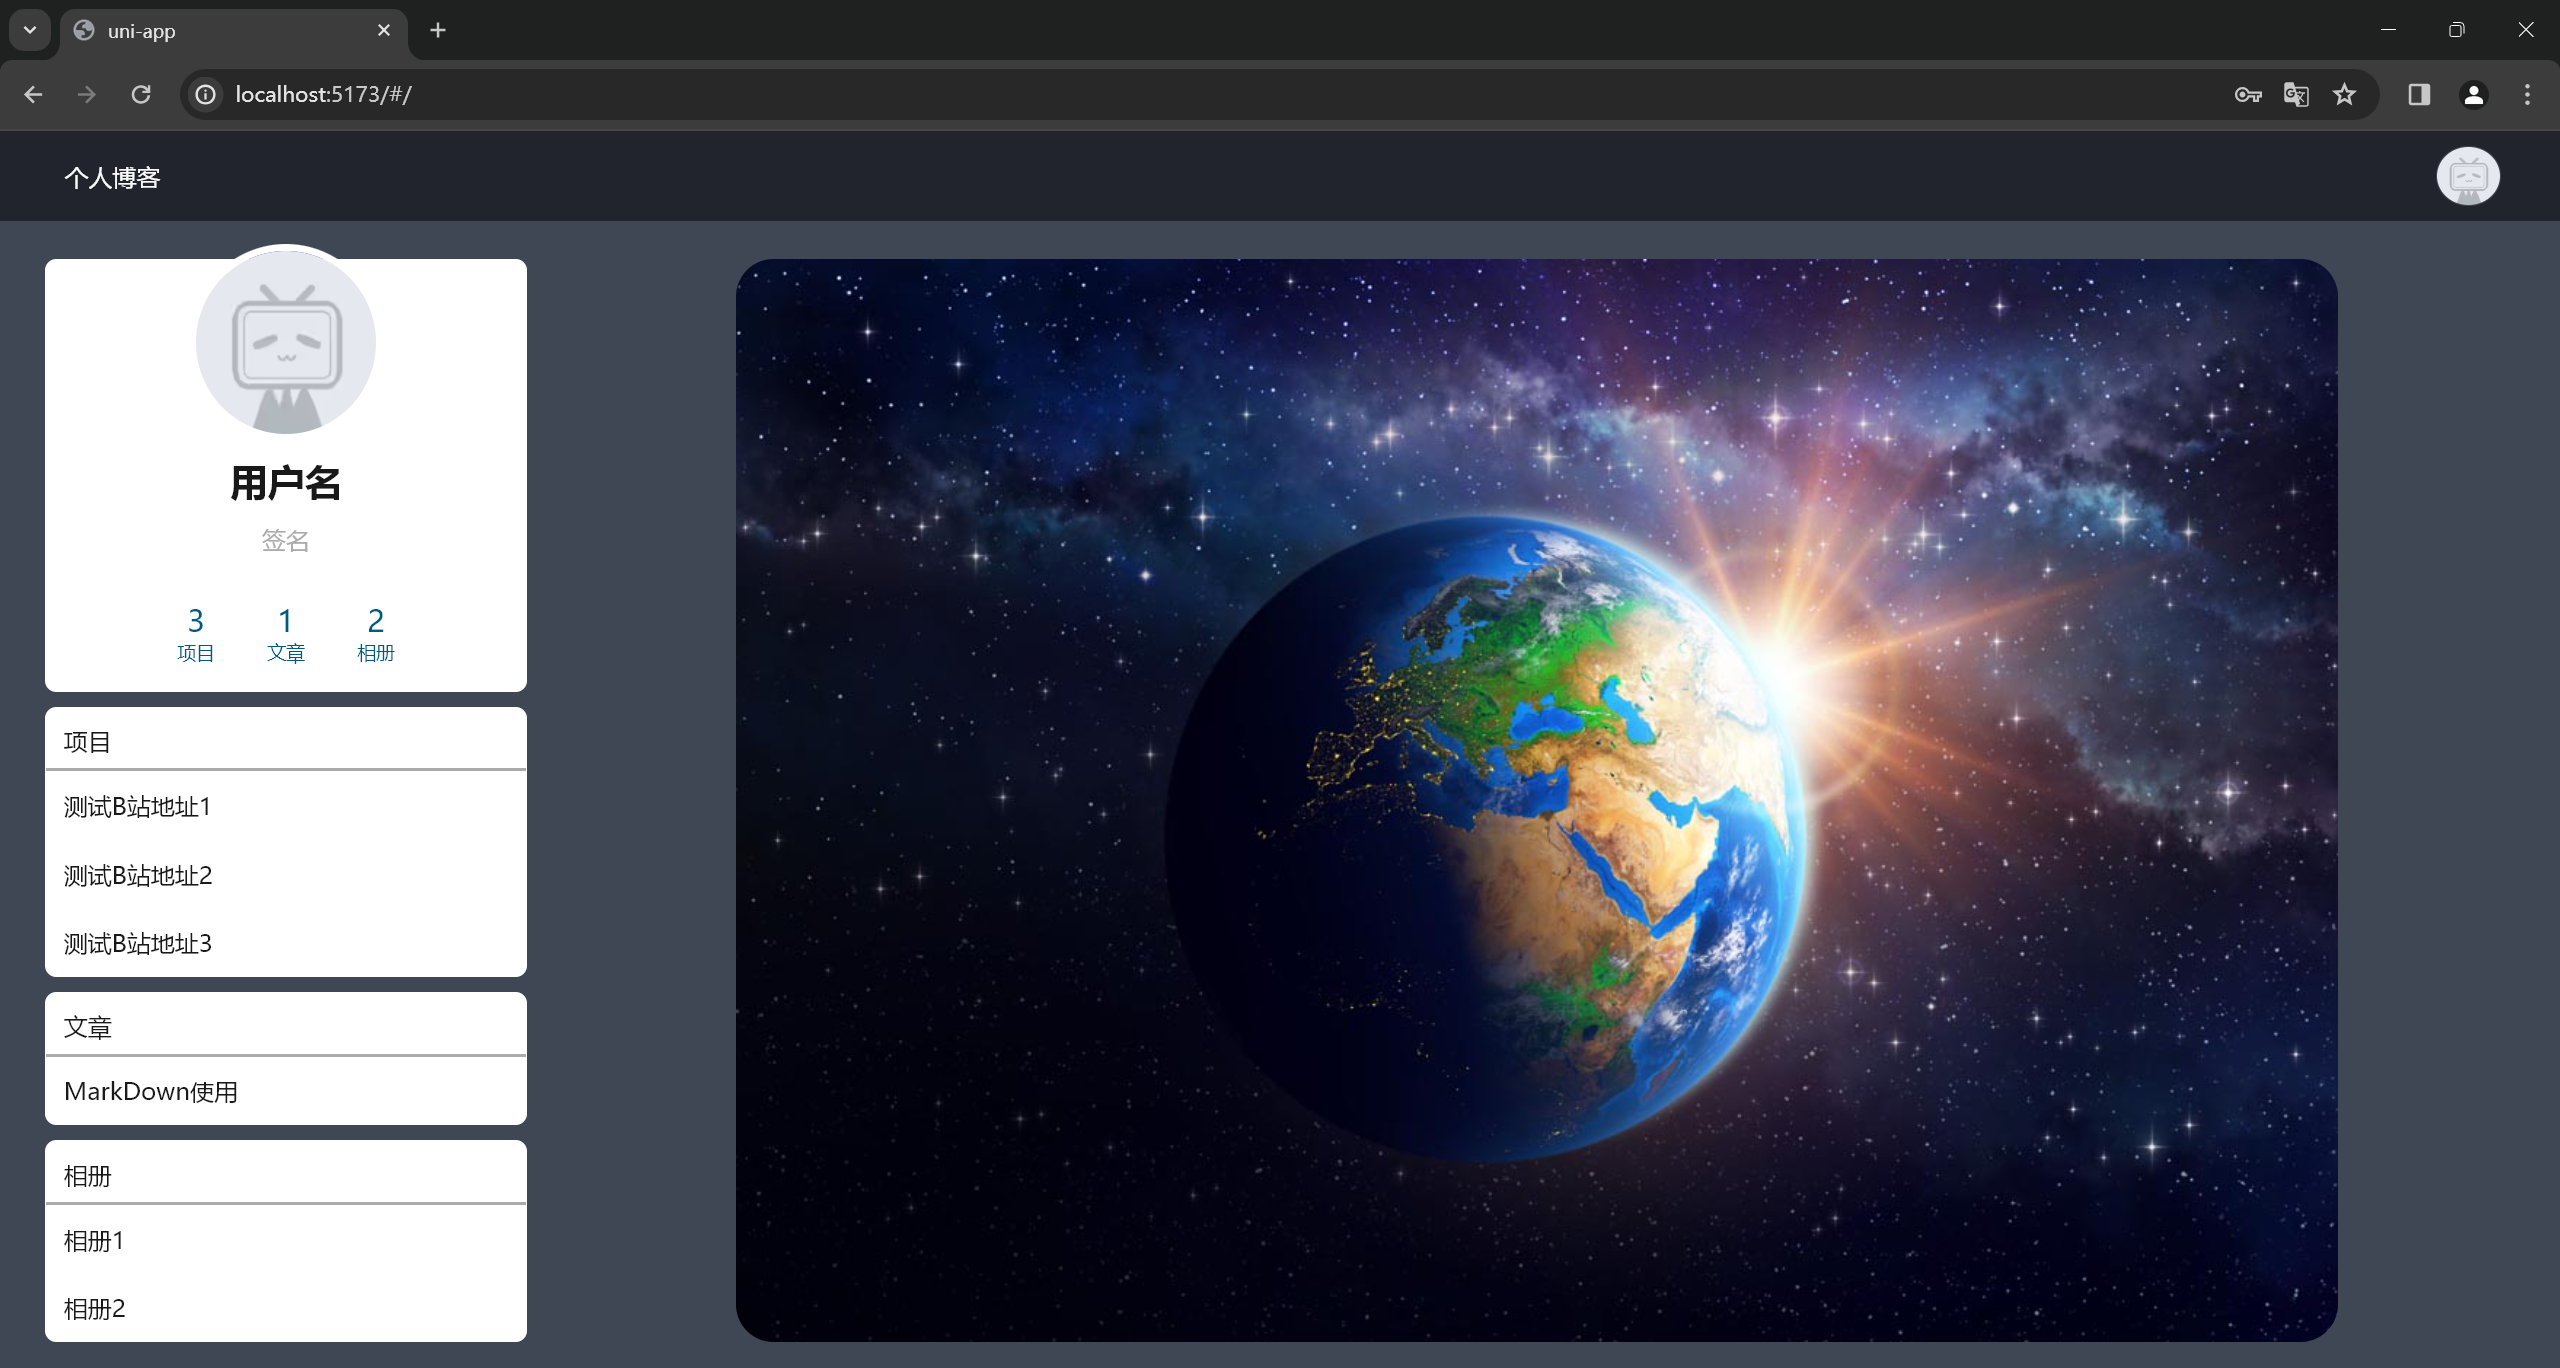 uni-app
localhost:5173/#/
个人博客
用户名
签名
3 1 2
项目 文章 相册
项目
测试B站地址1
测试B站地址2
测试B站地址3
文章
MarkDown使用
相册
相册1
相册2